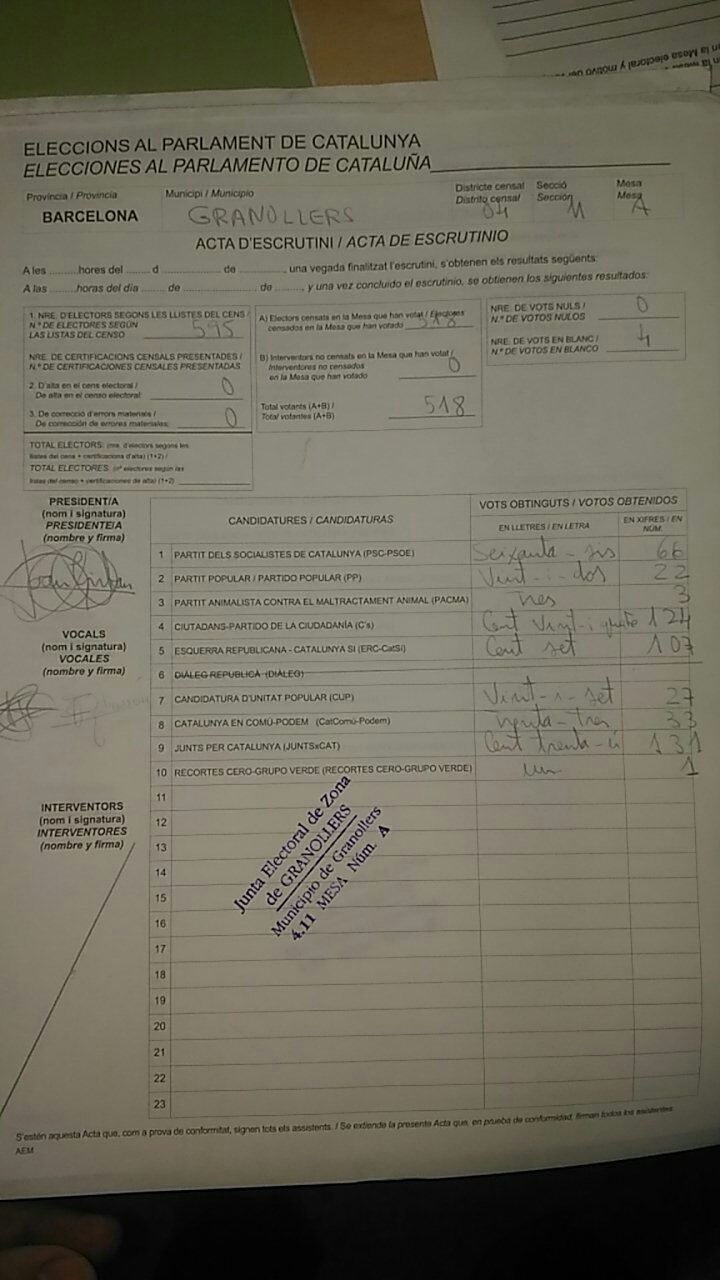 ELECCIONS AL PARLAMENT DE CATALUNYA
ELECCIONES AL PARLAMENTO DE CATALUÑA
Província / Provincia
BARCELONA
Municipi / Municipio
GRANOLLERS
Districte censal
Distrito censal
04
Secció
Sección
11
Mesa
Mesa
A
ACTA D'ESCRUTINI / ACTA DE ESCRUTINIO
A les .........hores del ....... d ................. de ............, una vegada finalitzat l'escrutini, s'obtenen els resultats següents:
A las .........horas del día ....... de ................. de ........, y una vez concluido el escrutinio, se obtienen los siguientes resultados:
1. NRE. D'ELECTORS SEGONS LES LLISTES DEL CENS /
N.º DE ELECTORES SEGÚN
LAS LISTAS DEL CENSO 595
NRE. DE CERTIFICACIONS CENSALS PRESENTADES /
N.º DE CERTIFICACIONES CENSALES PRESENTADAS
2. D'alta en el cens electoral /
De alta en el censo electoral: 0
3. De correcció d'errors materials /
De corrección de errores materiales: 0
TOTAL ELECTORS: (nre. d'electors segons les
llistes del cens + certificacions d'alta) (1+2) /
TOTAL ELECTORES (nº electores según las
listas del censo + certificaciones de alta) (1+2)
A) Electors censats en la Mesa que han votat / Electores
censados en la Mesa que han votado 518
B) Interventors no censats en la Mesa que han votat /
Interventores no censados
en la Mesa que han votado 0
Total votants (A+B) /
Total votantes (A+B) 518
NRE. DE VOTS NULS /
N.º DE VOTOS NULOS 0
NRE. DE VOTS EN BLANC /
N.º DE VOTOS EN BLANCO 4
PRESIDENT/A
(nom i signatura)
PRESIDENTE/A
(nombre y firma)
VOCALS
(nom i signatura)
VOCALES
(nombre y firma)
INTERVENTORS
(nom i signatura)
INTERVENTORES
(nombre y firma)
CANDIDATURES / CANDIDATURAS
VOTS OBTINGUTS / VOTOS OBTENIDOS
EN LLETRES / EN LETRA
EN XIFRES / EN NÚM.
1 PARTIT DELS SOCIALISTES DE CATALUNYA (PSC-PSOE) Seixanta-sis 66
2 PARTIT POPULAR / PARTIDO POPULAR (PP) Vint-i-dos 22
3 PARTIT ANIMALISTA CONTRA EL MALTRACTAMENT ANIMAL (PACMA) tres 3
4 CIUTADANS-PARTIDO DE LA CIUDADANÍA (C's) Cent Vint-i quatre 124
5 ESQUERRA REPUBLICANA - CATALUNYA SI (ERC-CatSí) Cent set 107
6 DIÀLEG REPUBLICÀ (DIÀLEG)
7 CANDIDATURA D'UNITAT POPULAR (CUP) Vint-i-set 27
8 CATALUNYA EN COMÚ-PODEM (CatComú-Podem) trenta-tres 33
9 JUNTS PER CATALUNYA (JUNTSxCAT) Cent trenta-ú 131
10 RECORTES CERO-GRUPO VERDE (RECORTES CERO-GRUPO VERDE) un 1
11
12
13
14
15
16
17
18
19
20
21
22
23
Junta Electoral de Zona
de GRANOLLERS
Municipio de Granollers
4.11 MESA Núm. A
S'estén aquesta Acta que, com a prova de conformitat, signen tots els assistents. / Se extiende la presente Acta que, en prueba de conformidad, firman todos los asistentes.
AEM